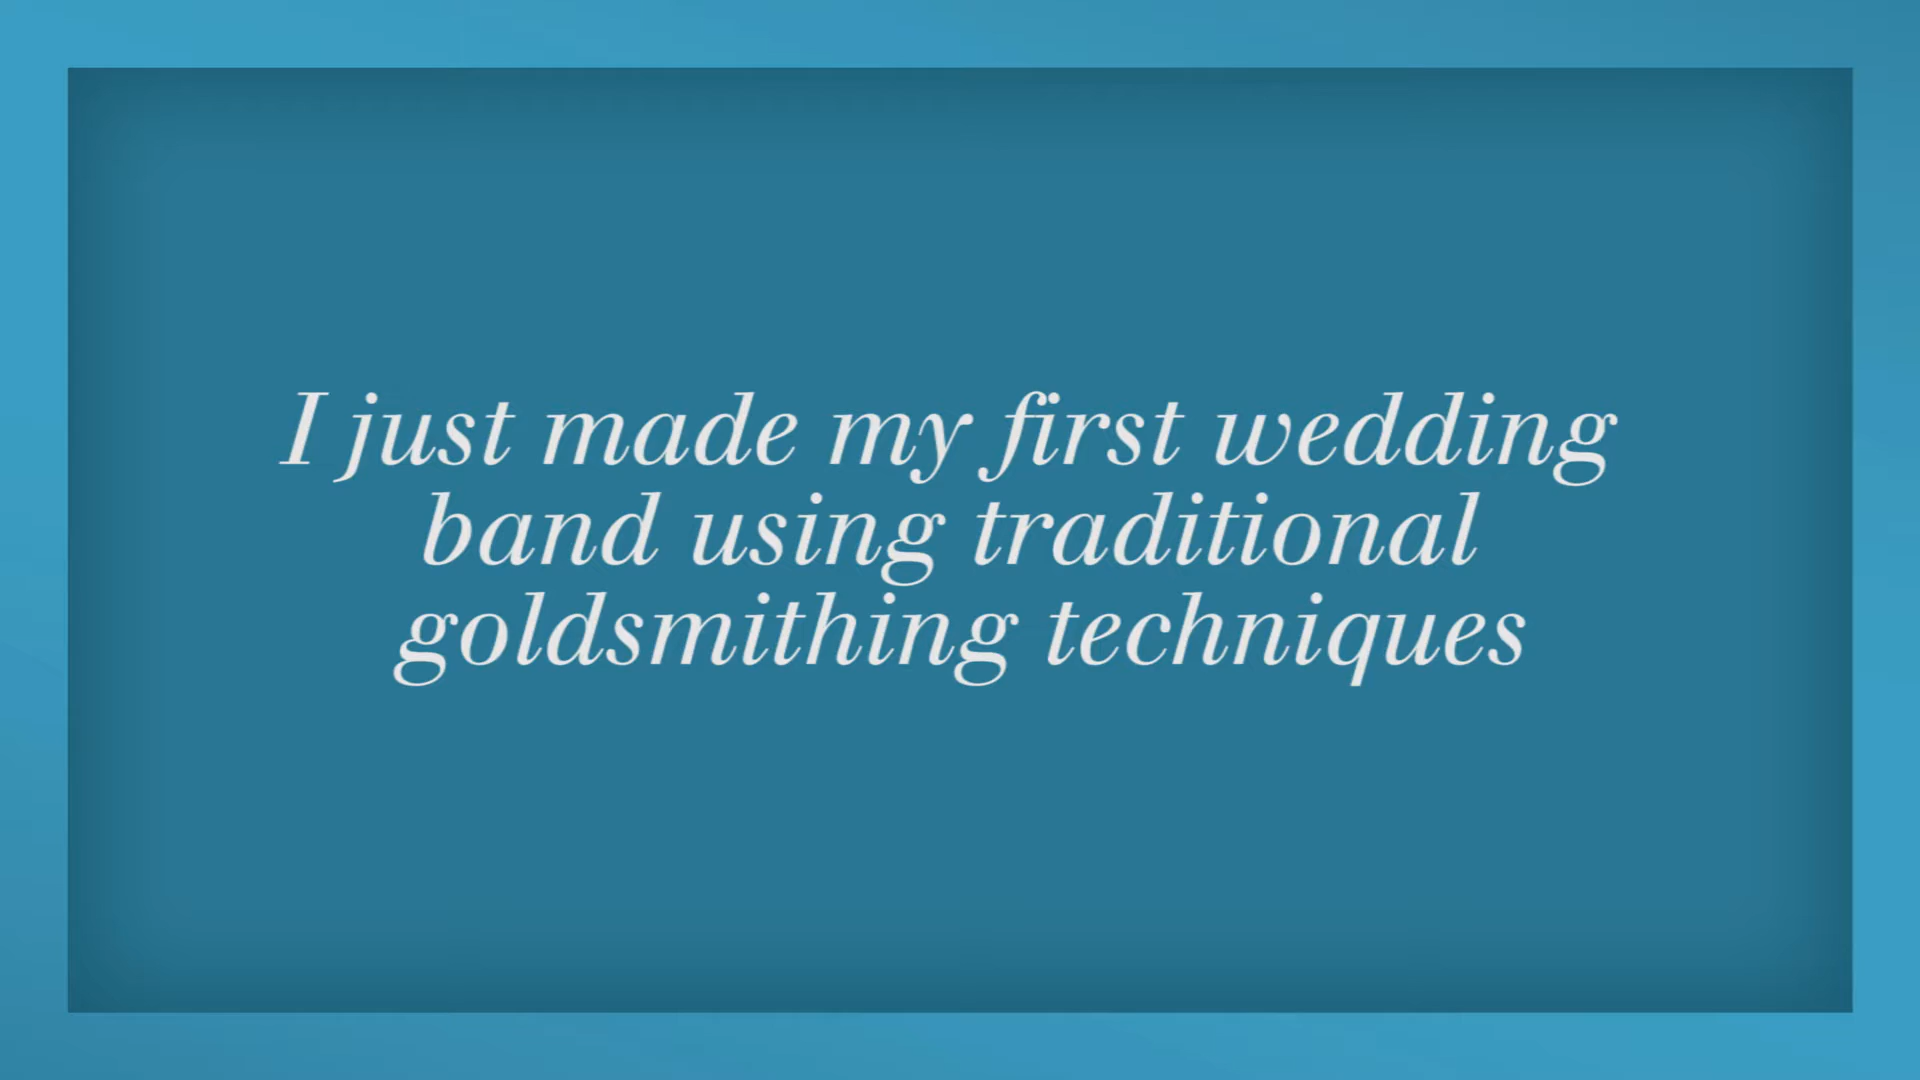 I just made my first wedding
band using traditional
goldsmithing techniques